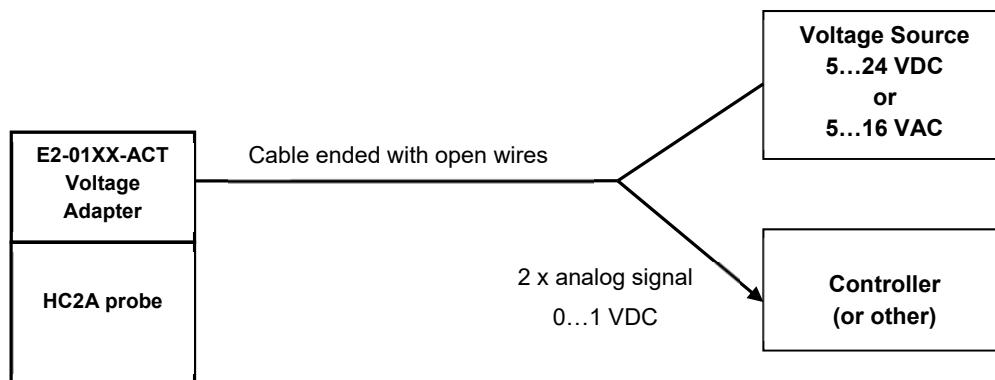 E2-01XX-ACT
Voltage
Adapter
HC2A probe
Cable ended with open wires
2 x analog signal
0…1 VDC
Voltage Source
5…24 VDC
or
5…16 VAC
Controller
(or other)